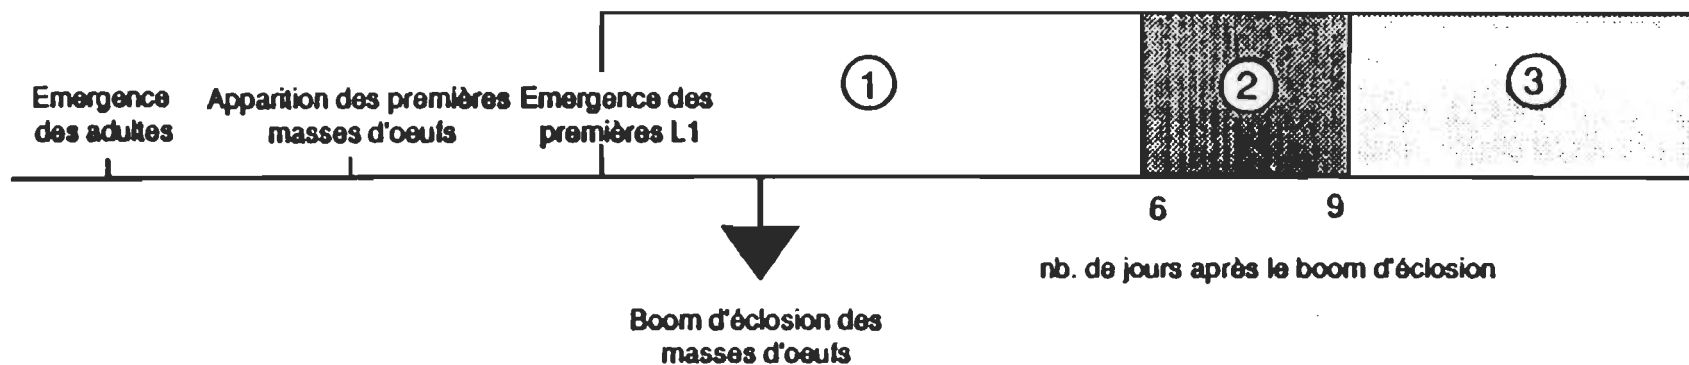 1
2
3
Emergence
des adultes
Apparition des premières
masses d'oeufs
Emergence des
premières L1
6
9
nb. de jours après le boom d'éclosion
Boom d'éclosion des
masses d'oeufs